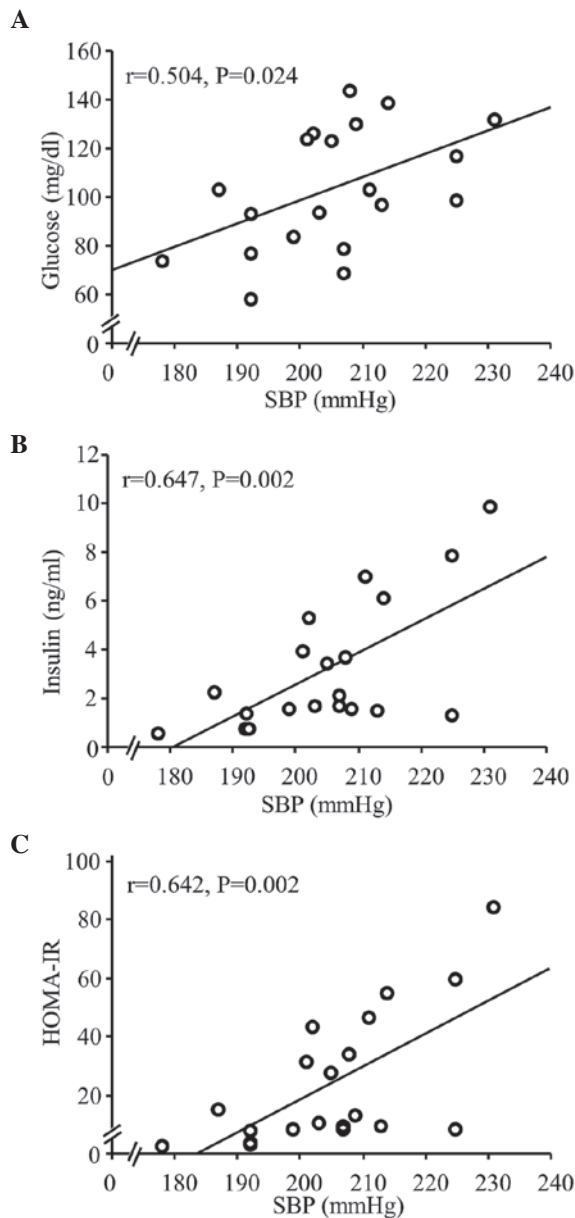 A
160
r=0.504, P=0.024
140
120
100
80
60
0
Glucose (mg/dl)
0 180 190 200 210 220 230 240
SBP (mmHg)
B
12
r=0.647, P=0.002
10
8
6
4
2
0
Insulin (ng/ml)
0 180 190 200 210 220 230 240
SBP (mmHg)
C
100
r=0.642, P=0.002
80
60
40
20
0
HOMA-IR
0 180 190 200 210 220 230 240
SBP (mmHg)